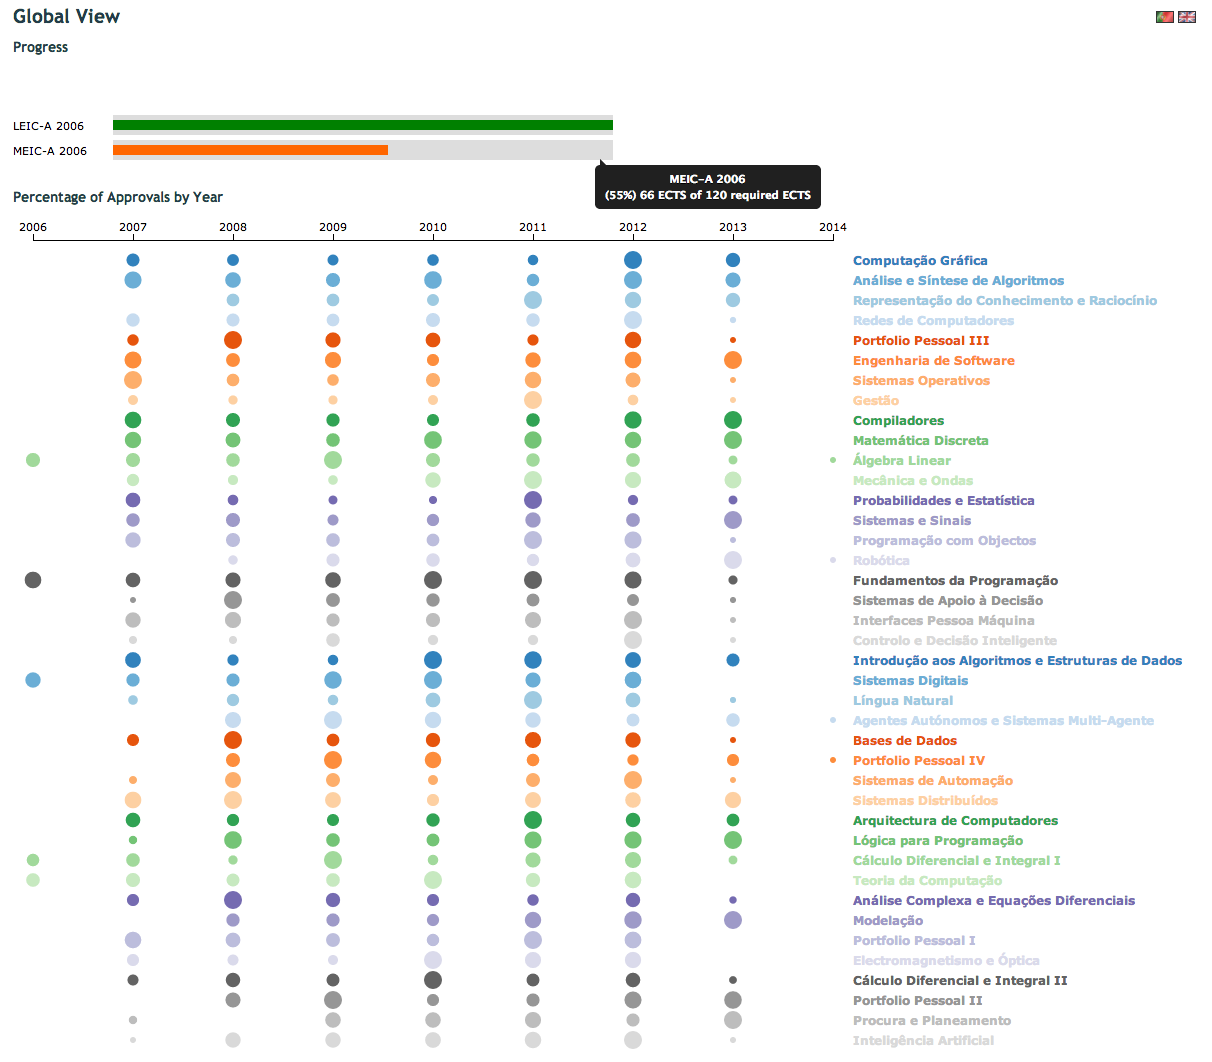 Global View
Progress
LEIC-A 2006
MEIC-A 2006
MEIC-A 2006
(55%) 66 ECTS of 120 required ECTS
Percentage of Approvals by Year
2006 2007 2008 2009 2010 2011 2012 2013 2014
Computação Gráfica
Análise e Síntese de Algoritmos
Representação do Conhecimento e Raciocínio
Redes de Computadores
Portfolio Pessoal III
Engenharia de Software
Sistemas Operativos
Gestão
Compiladores
Matemática Discreta
Álgebra Linear
Mecânica e Ondas
Probabilidades e Estatística
Sistemas e Sinais
Programação com Objectos
Robótica
Fundamentos da Programação
Sistemas de Apoio à Decisão
Interfaces Pessoa Máquina
Controlo e Decisão Inteligente
Introdução aos Algoritmos e Estruturas de Dados
Sistemas Digitais
Língua Natural
Agentes Autónomos e Sistemas Multi-Agente
Bases de Dados
Portfolio Pessoal IV
Sistemas de Automação
Sistemas Distribuídos
Arquitectura de Computadores
Lógica para Programação
Cálculo Diferencial e Integral I
Teoria da Computação
Análise Complexa e Equações Diferenciais
Modelação
Portfolio Pessoal I
Electromagnetismo e Óptica
Cálculo Diferencial e Integral II
Portfolio Pessoal II
Procura e Planeamento
Inteligência Artificial